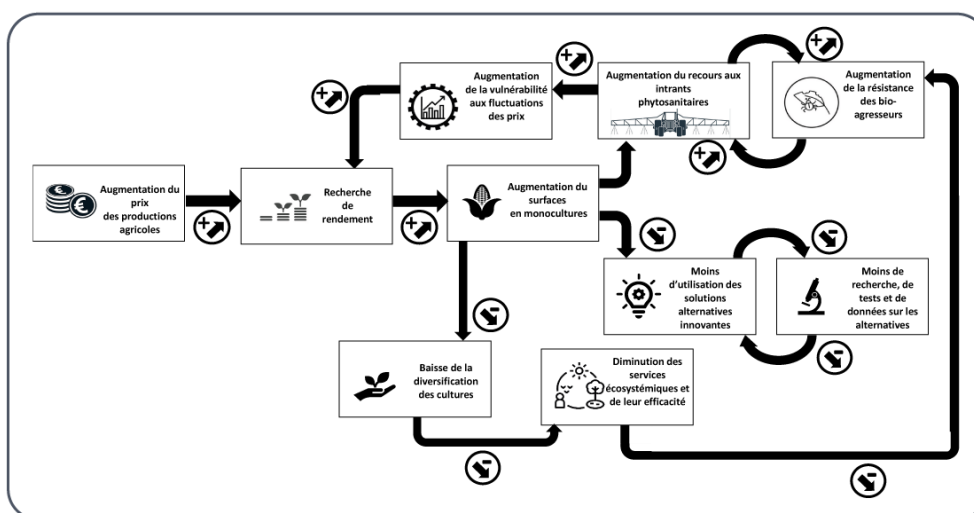 Augmentation
de la vulnérabilité
aux fluctuations
des prix
Augmentation du recours aux
intrants
phytosanitaires
Augmentation
de la résistance
des bio-
agresseurs
Augmentation du
prix
des productions
agricoles
Recherche
de
rendement
Augmentation du
surfaces
en monocultures
Moins
d'utilisation des
solutions
alternatives
innovantes
Moins de
recherche, de
tests et de
données sur les
alternatives
Baisse de la
diversification
des cultures
Diminution des
services
écosystémiques et
de leur efficacité